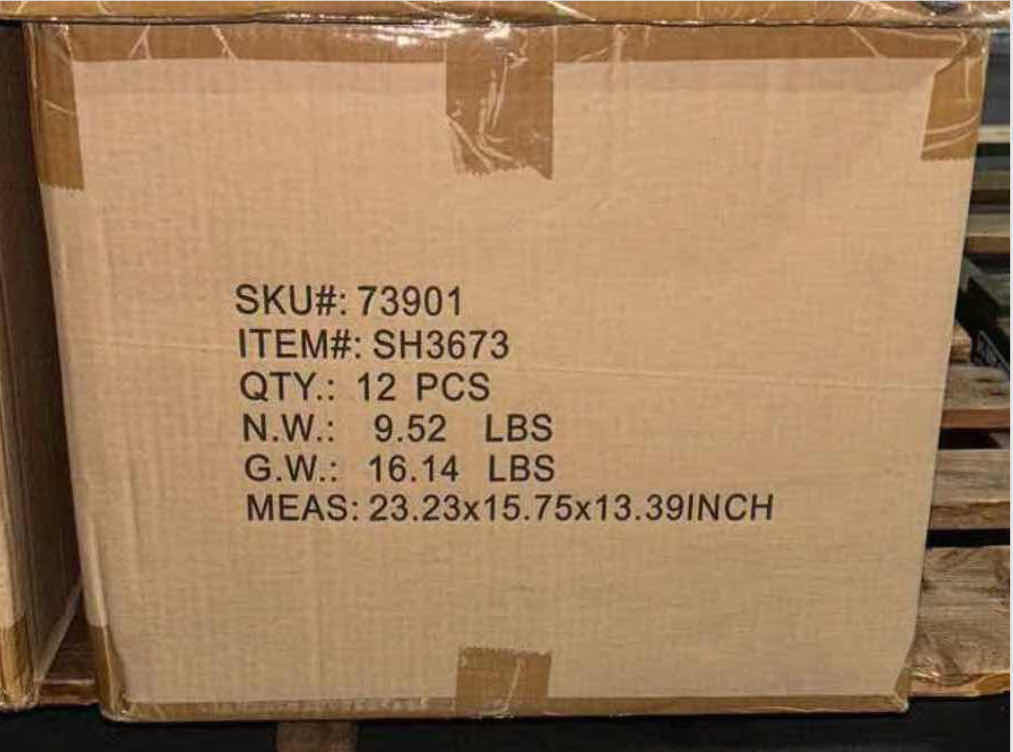 SKU#: 73901
ITEM#: SH3673
QTY.: 12 PCS
N.W.: 9.52 LBS
G.W.: 16.14 LBS
MEAS: 23.23x15.75x13.39INCH